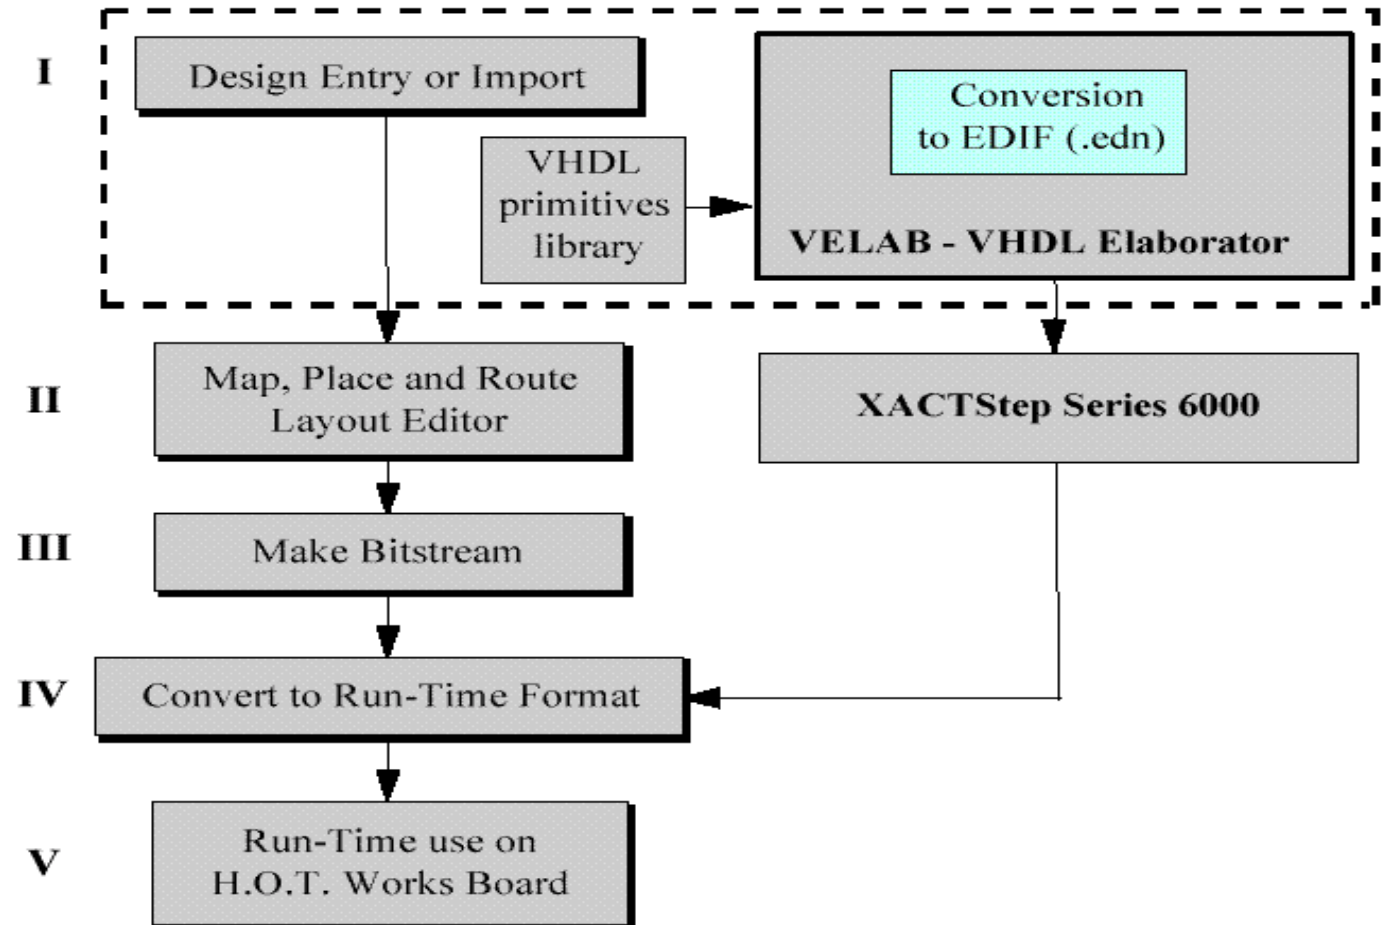 I
Design Entry or Import
Conversion
to EDIF (.edn)
VHDL
primitives
library
VELAB - VHDL Elaborator
II
Map, Place and Route
Layout Editor
XACTStep Series 6000
III
Make Bitstream
IV
Convert to Run-Time Format
V
Run-Time use on
H.O.T. Works Board